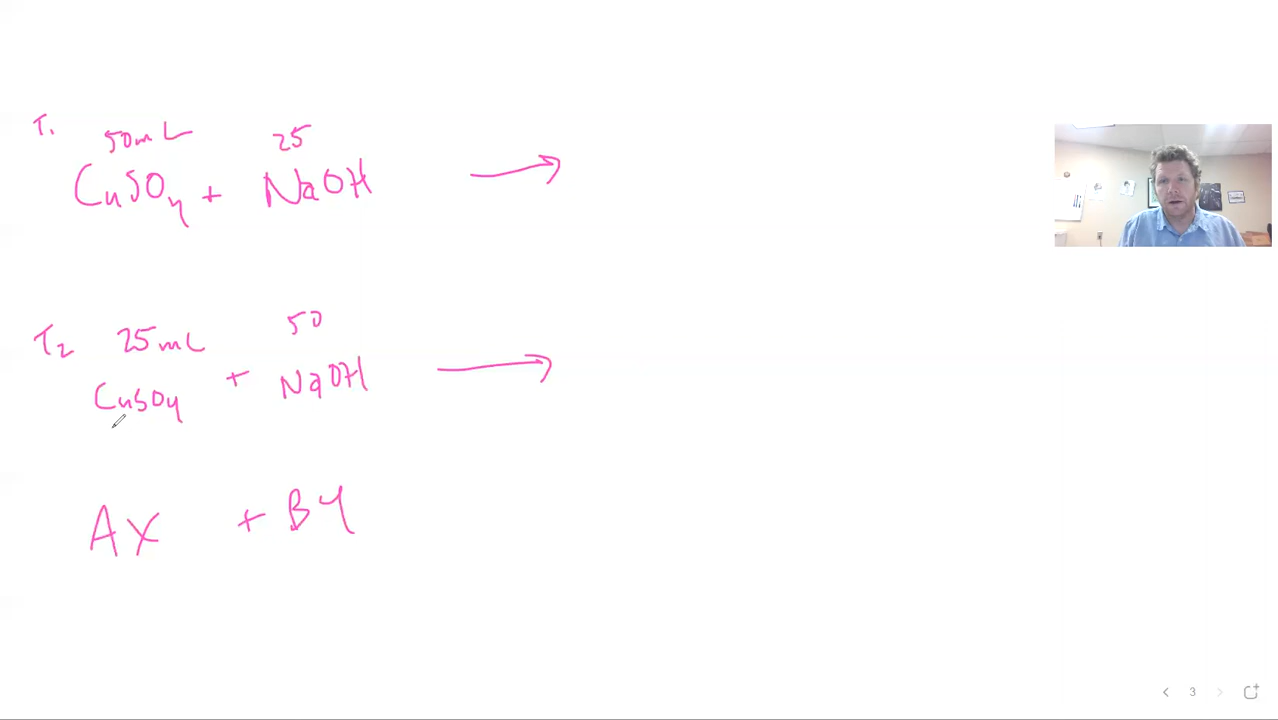 T1 50mL 25
CuSO4 + NaOH →
T2 25mL 50
CuSO4 + NaOH →
AX + BY
3